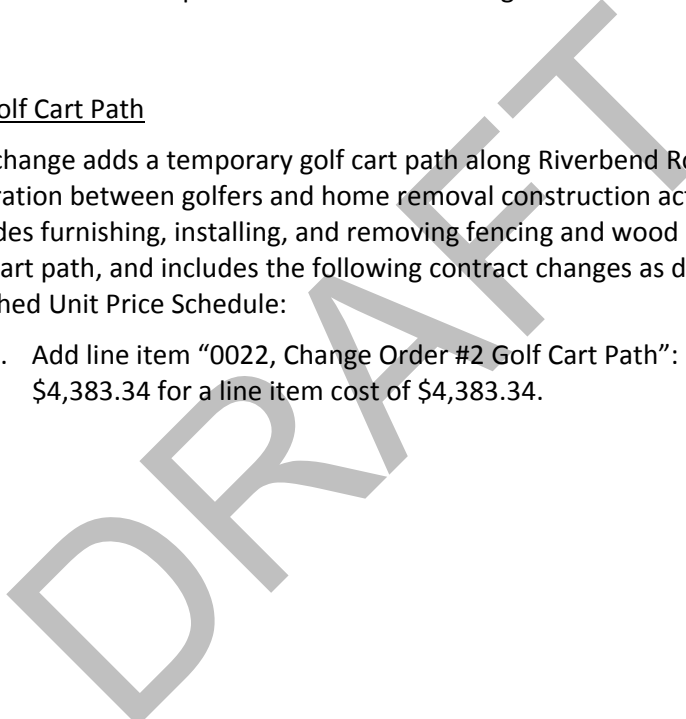 olf Cart Path
change adds a temporary golf cart path along Riverbend Ro
ration between golfers and home removal construction act
des furnishing, installing, and removing fencing and wood
art path, and includes the following contract changes as d
hed Unit Price Schedule:
. Add line item “0022, Change Order #2 Golf Cart Path”:
$4,383.34 for a line item cost of $4,383.34.
DRAFT